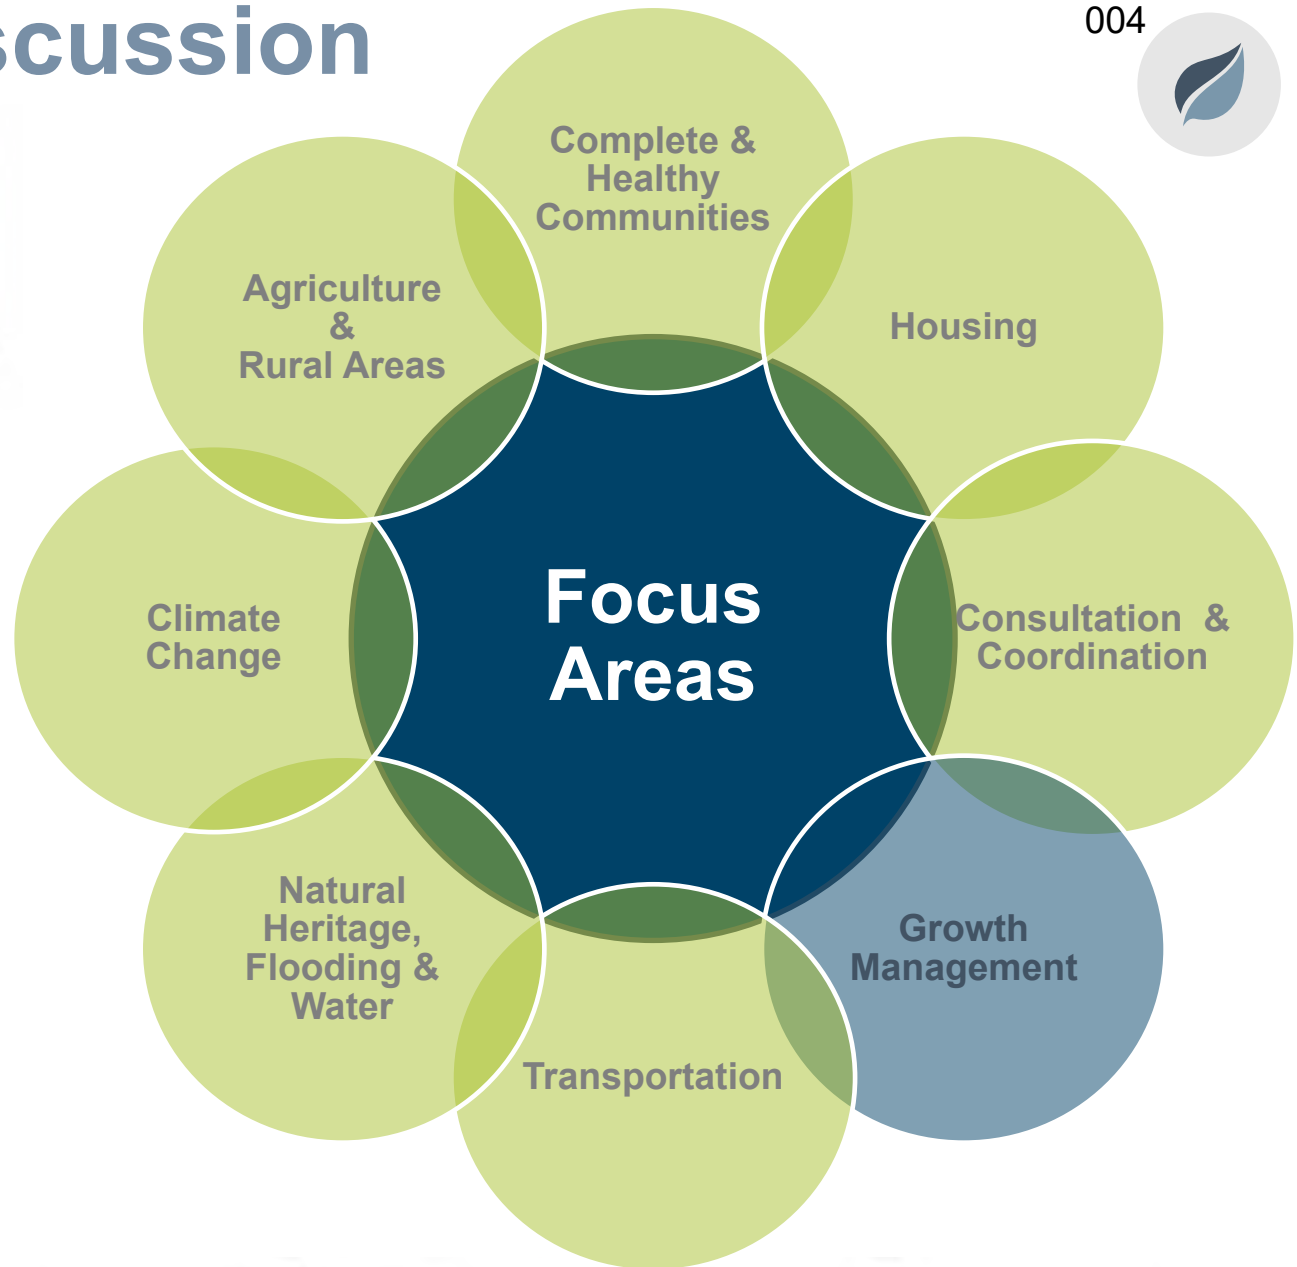 scussion
004
Complete &
Healthy
Communities
Agriculture
&
Rural Areas
Housing
Climate
Change
Focus
Areas
Consultation  &
Coordination
Natural
Heritage,
Flooding &
Water
Growth
Management
Transportation